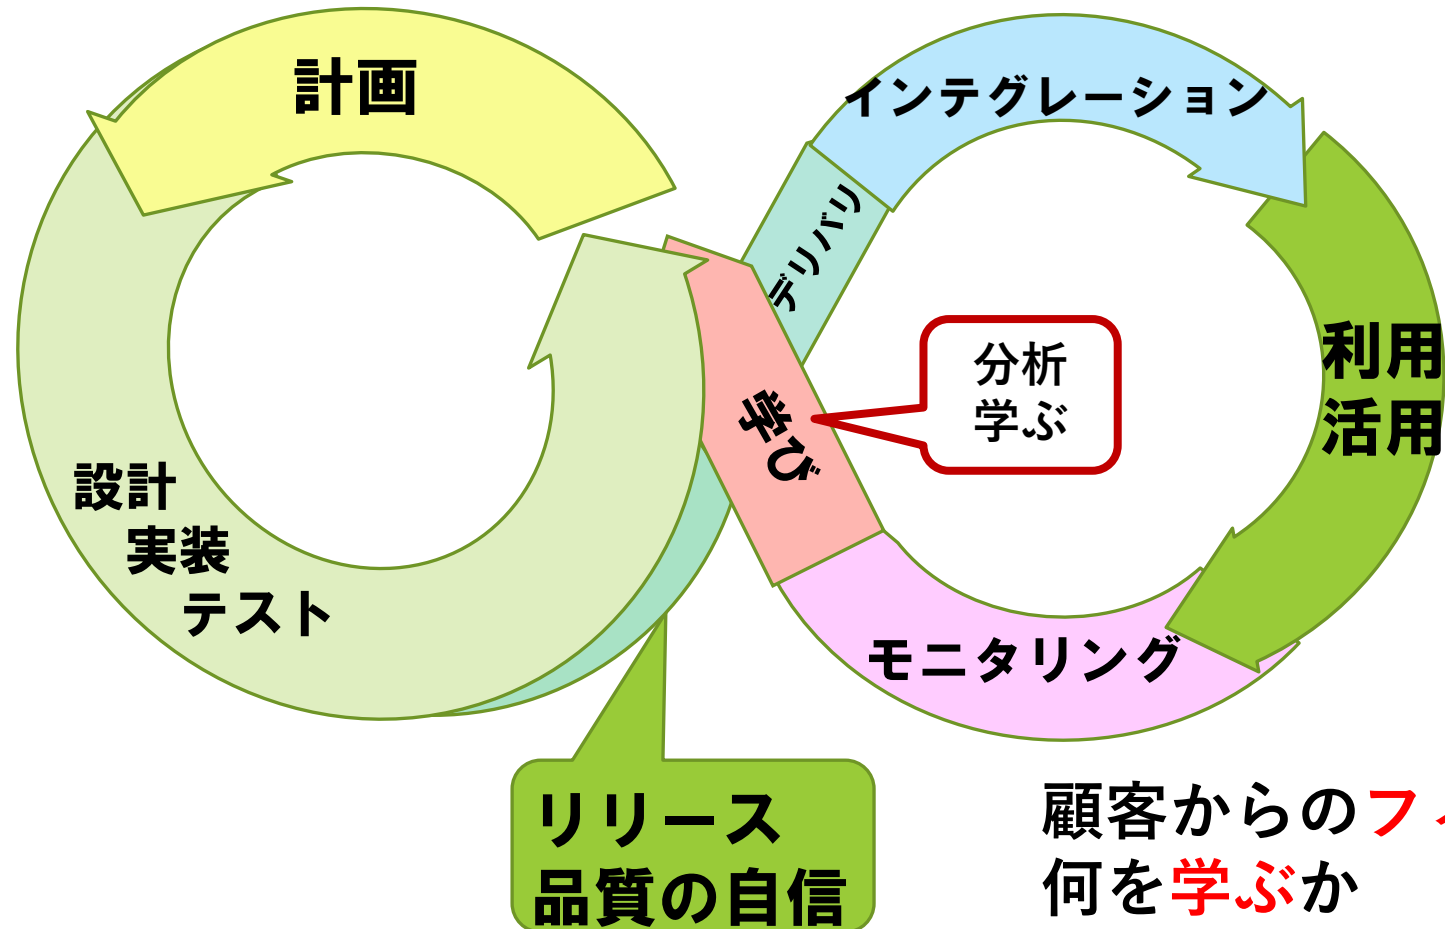 計画
インテグレーション
デリバリ
利用
活用
分析
学ぶ
学び
設計
実装
テスト
モニタリング
リリース
品質の自信
顧客からのフィ
何を学ぶか